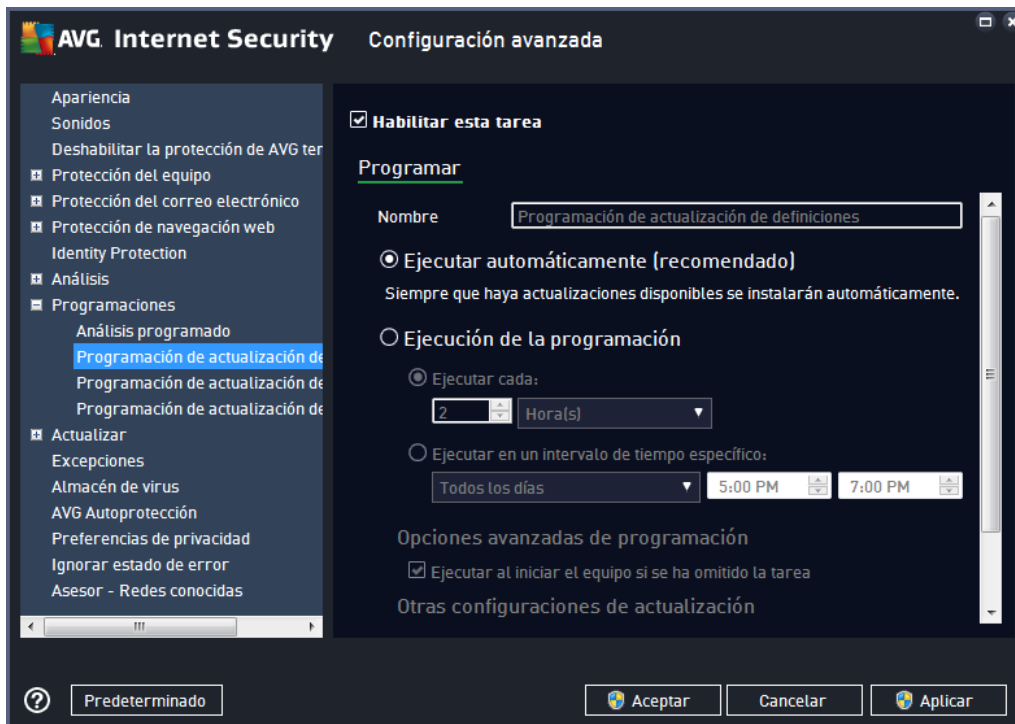 AVG. Internet Security Configuración avanzada
Apariencia
Sonidos
Deshabilitar la protección de AVG ter
Protección del equipo
Protección del correo electrónico
Protección de navegación web
Identity Protection
Análisis
Programaciones
Análisis programado
Programación de actualización de
Programación de actualización de
Programación de actualización de
Actualizar
Excepciones
Almacén de virus
AVG Autoprotección
Preferencias de privacidad
Ignorar estado de error
Asesor - Redes conocidas
Habilitar esta tarea
Programar
Nombre Programación de actualización de definiciones
Ejecutar automáticamente (recomendado)
Siempre que haya actualizaciones disponibles se instalarán automáticamente.
Ejecución de la programación
Ejecutar cada:
2 Hora(s)
Ejecutar en un intervalo de tiempo específico:
Todos los días 5:00 PM 7:00 PM
Opciones avanzadas de programación
Ejecutar al iniciar el equipo si se ha omitido la tarea
Otras configuraciones de actualización
? Predeterminado Aceptar Cancelar Aplicar